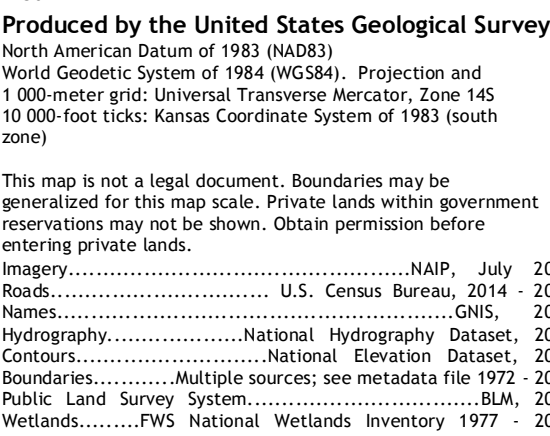 Produced by the United States Geological Survey
North American Datum of 1983 (NAD83)
World Geodetic System of 1984 (WGS84). Projection and
1 000-meter grid: Universal Transverse Mercator, Zone 14S
10 000-foot ticks: Kansas Coordinate System of 1983 (south
zone)
This map is not a legal document. Boundaries may be
generalized for this map scale. Private lands within government
reservations may not be shown. Obtain permission before
entering private lands.
Imagery.............................................NAIP, July 20
Roads............................. U.S. Census Bureau, 2014 - 20
Names....................................................GNIS, 20
Hydrography...................National Hydrography Dataset, 20
Contours.........................National Elevation Dataset, 20
Boundaries...........Multiple sources; see metadata file 1972 - 20
Public Land Survey System..............................BLM, 20
Wetlands.........FWS National Wetlands Inventory 1977 - 20